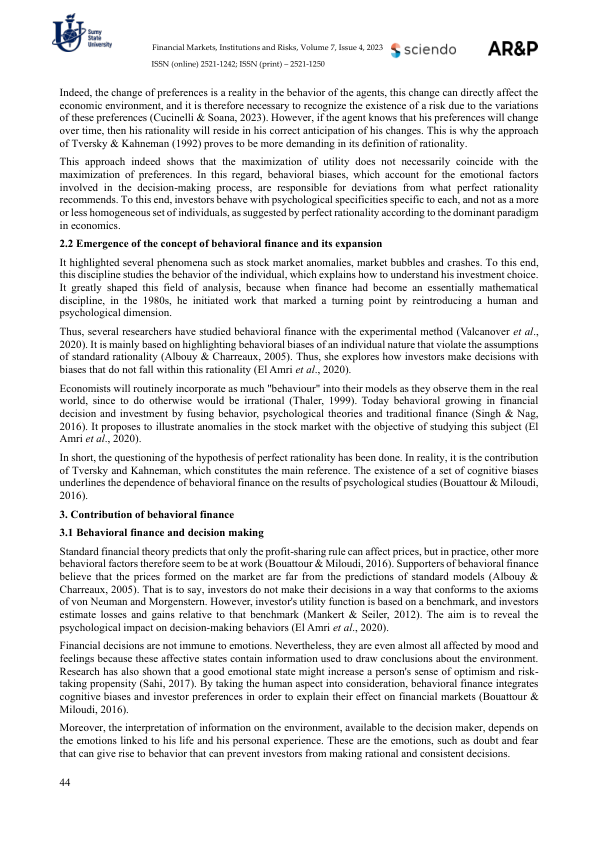 Sumy
State
University
Financial Markets, Institutions and Risks, Volume 7, Issue 4, 2023
sciendo
AR&P
ISSN (online) 2521-1242; ISSN (print) – 2521-1250
Indeed, the change of preferences is a reality in the behavior of the agents, this change can directly affect the
economic environment, and it is therefore necessary to recognize the existence of a risk due to the variations
of these preferences (Cucinelli & Soana, 2023). However, if the agent knows that his preferences will change
over time, then his rationality will reside in his correct anticipation of his changes. This is why the approach
of Tversky & Kahneman (1992) proves to be more demanding in its definition of rationality.
This approach indeed shows that the maximization of utility does not necessarily coincide with the
maximization of preferences. In this regard, behavioral biases, which account for the emotional factors
involved in the decision-making process, are responsible for deviations from what perfect rationality
recommends. To this end, investors behave with psychological specificities specific to each, and not as a more
or less homogeneous set of individuals, as suggested by perfect rationality according to the dominant paradigm
in economics.
2.2 Emergence of the concept of behavioral finance and its expansion
It highlighted several phenomena such as stock market anomalies, market bubbles and crashes. To this end,
this discipline studies the behavior of the individual, which explains how to understand his investment choice.
It greatly shaped this field of analysis, because when finance had become an essentially mathematical
discipline, in the 1980s, he initiated work that marked a turning point by reintroducing a human and
psychological dimension.
Thus, several researchers have studied behavioral finance with the experimental method (Valcanover et al.,
2020). It is mainly based on highlighting behavioral biases of an individual nature that violate the assumptions
of standard rationality (Albouy & Charreaux, 2005). Thus, she explores how investors make decisions with
biases that do not fall within this rationality (El Amri et al., 2020).
Economists will routinely incorporate as much "behaviour" into their models as they observe them in the real
world, since to do otherwise would be irrational (Thaler, 1999). Today behavioral growing in financial
decision and investment by fusing behavior, psychological theories and traditional finance (Singh & Nag,
2016). It proposes to illustrate anomalies in the stock market with the objective of studying this subject (El
Amri et al., 2020).
In short, the questioning of the hypothesis of perfect rationality has been done. In reality, it is the contribution
of Tversky and Kahneman, which constitutes the main reference. The existence of a set of cognitive biases
underlines the dependence of behavioral finance on the results of psychological studies (Bouattour & Miloudi,
2016).
3. Contribution of behavioral finance
3.1 Behavioral finance and decision making
Standard financial theory predicts that only the profit-sharing rule can affect prices, but in practice, other more
behavioral factors therefore seem to be at work (Bouattour & Miloudi, 2016). Supporters of behavioral finance
believe that the prices formed on the market are far from the predictions of standard models (Albouy &
Charreaux, 2005). That is to say, investors do not make their decisions in a way that conforms to the axioms
of von Neuman and Morgenstern. However, investor's utility function is based on a benchmark, and investors
estimate losses and gains relative to that benchmark (Mankert & Seiler, 2012). The aim is to reveal the
psychological impact on decision-making behaviors (El Amri et al., 2020).
Financial decisions are not immune to emotions. Nevertheless, they are even almost all affected by mood and
feelings because these affective states contain information used to draw conclusions about the environment.
Research has also shown that a good emotional state might increase a person's sense of optimism and risk-
taking propensity (Sahi, 2017). By taking the human aspect into consideration, behavioral finance integrates
cognitive biases and investor preferences in order to explain their effect on financial markets (Bouattour &
Miloudi, 2016).
Moreover, the interpretation of information on the environment, available to the decision maker, depends on
the emotions linked to his life and his personal experience. These are the emotions, such as doubt and fear
that can give rise to behavior that can prevent investors from making rational and consistent decisions.
44